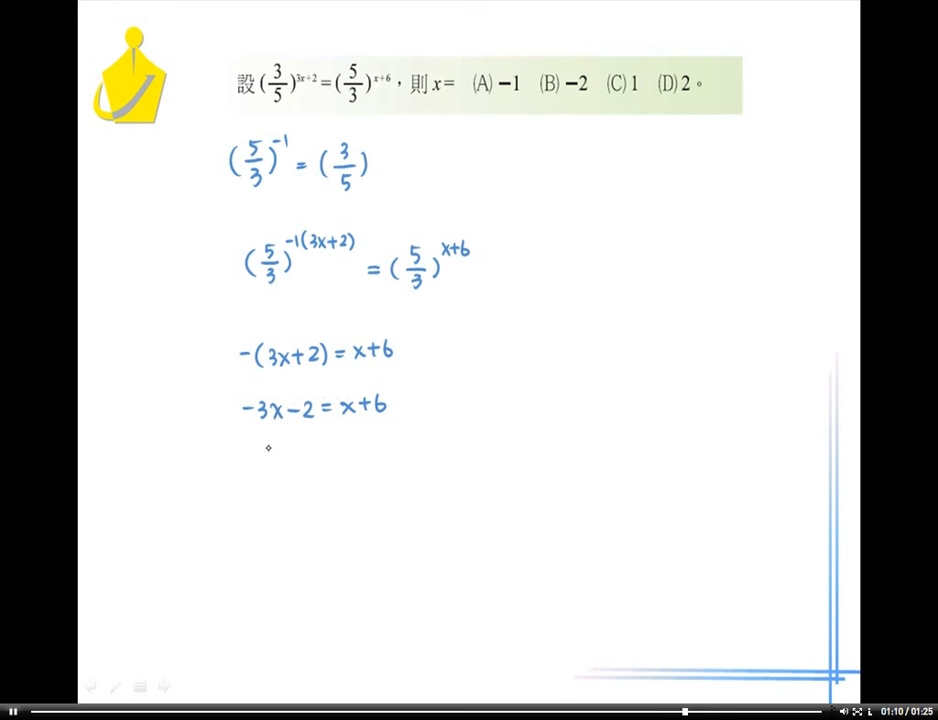 設(3/5)^{3x+2}=(5/3)^{x+6},則 x= (A)−1 (B)−2 (C)1 (D)2。
(5/3)^{-1} = (3/5)
(5/3)^{-1(3x+2)} = (5/3)^{x+6}
-(3x+2) = x+6
-3x-2 = x+6
01:10 / 01:25